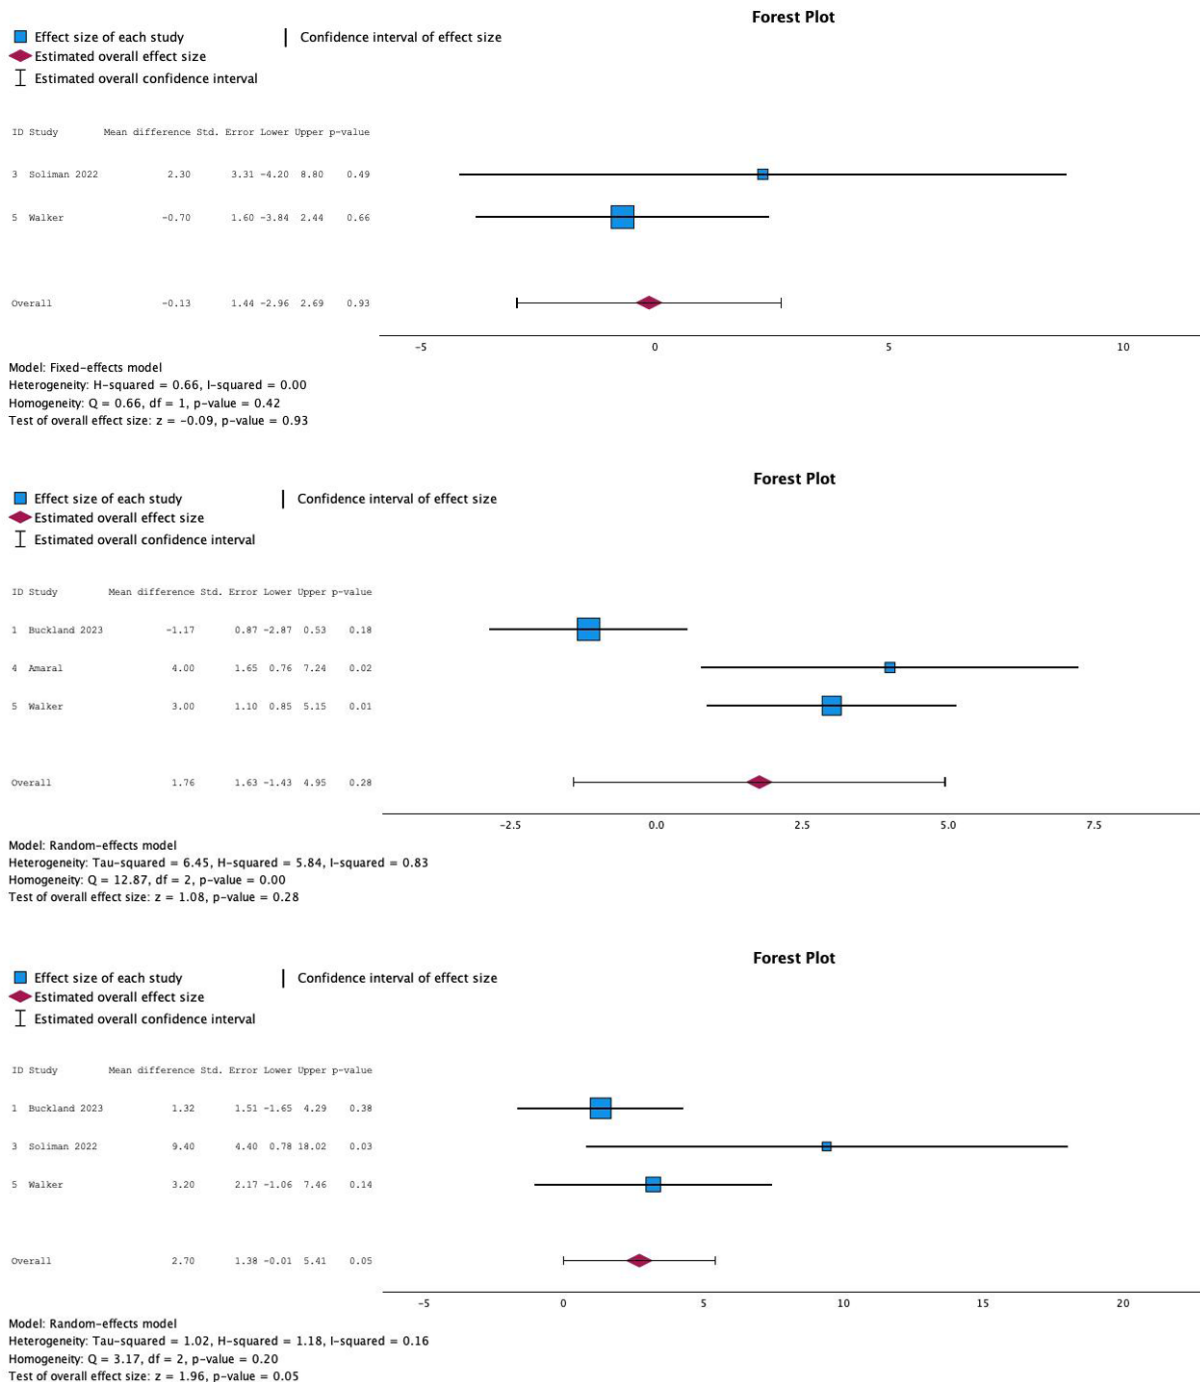 Forest Plot
Effect size of each study Confidence interval of effect size
Estimated overall effect size
Estimated overall confidence interval
ID Study Mean difference Std. Error Lower Upper p-value
3 Soliman 2022 2.30 3.31 -4.20 8.80 0.49
5 Walker -0.70 1.60 -3.84 2.44 0.66
Overall -0.13 1.44 -2.96 2.69 0.93
-5 0 5 10
Model: Fixed-effects model
Heterogeneity: H-squared = 0.66, I-squared = 0.00
Homogeneity: Q = 0.66, df = 1, p-value = 0.42
Test of overall effect size: z = -0.09, p-value = 0.93
Forest Plot
Effect size of each study Confidence interval of effect size
Estimated overall effect size
Estimated overall confidence interval
ID Study Mean difference Std. Error Lower Upper p-value
1 Buckland 2023 -1.17 0.87 -2.87 0.53 0.18
4 Amaral 4.00 1.65 0.76 7.24 0.02
5 Walker 3.00 1.10 0.85 5.15 0.01
Overall 1.76 1.63 -1.43 4.95 0.28
-2.5 0.0 2.5 5.0 7.5
Model: Random-effects model
Heterogeneity: Tau-squared = 6.45, H-squared = 5.84, I-squared = 0.83
Homogeneity: Q = 12.87, df = 2, p-value = 0.00
Test of overall effect size: z = 1.08, p-value = 0.28
Forest Plot
Effect size of each study Confidence interval of effect size
Estimated overall effect size
Estimated overall confidence interval
ID Study Mean difference Std. Error Lower Upper p-value
1 Buckland 2023 1.32 1.51 -1.65 4.29 0.38
3 Soliman 2022 9.40 4.40 0.78 18.02 0.03
5 Walker 3.20 2.17 -1.06 7.46 0.14
Overall 2.70 1.38 -0.01 5.41 0.05
-5 0 5 10 15 20
Model: Random-effects model
Heterogeneity: Tau-squared = 1.02, H-squared = 1.18, I-squared = 0.16
Homogeneity: Q = 3.17, df = 2, p-value = 0.20
Test of overall effect size: z = 1.96, p-value = 0.05